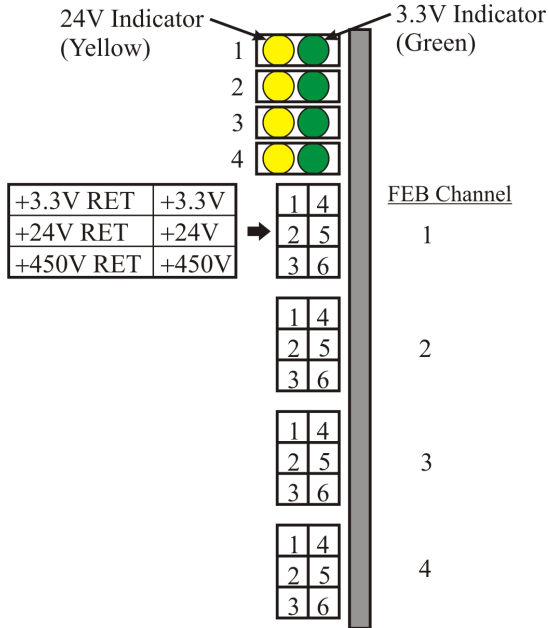 24V Indicator
(Yellow)
3.3V Indicator
(Green)
1
2
3
4
+3.3V RET +3.3V
+24V RET +24V
+450V RET +450V
FEB Channel
1 4
2 5
3 6
1
1 4
2 5
3 6
2
1 4
2 5
3 6
3
1 4
2 5
3 6
4